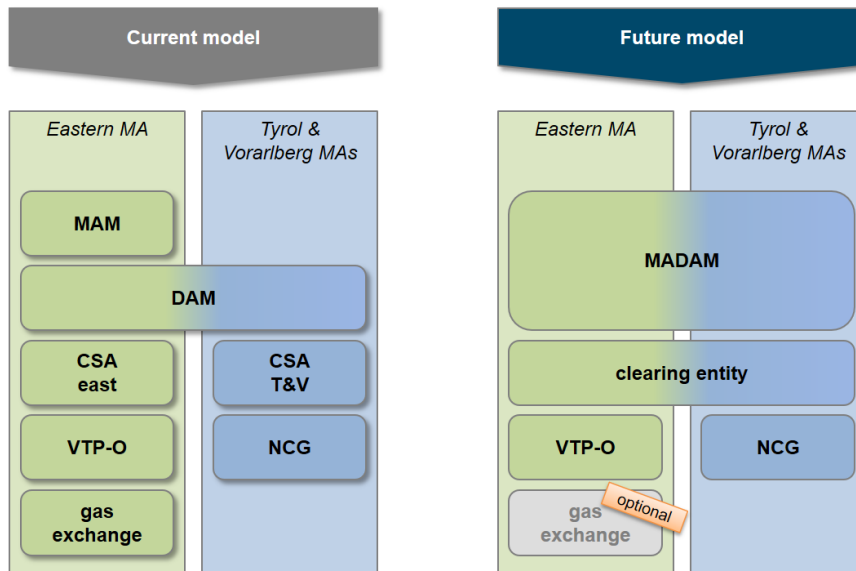 Current model
Eastern MA
Tyrol &
Vorarlberg MAs
MAM
DAM
CSA
east
CSA
T&V
VTP-O
NCG
gas
exchange
Future model
Eastern MA
Tyrol &
Vorarlberg MAs
MADAM
clearing entity
VTP-O
NCG
gas
exchange
optional